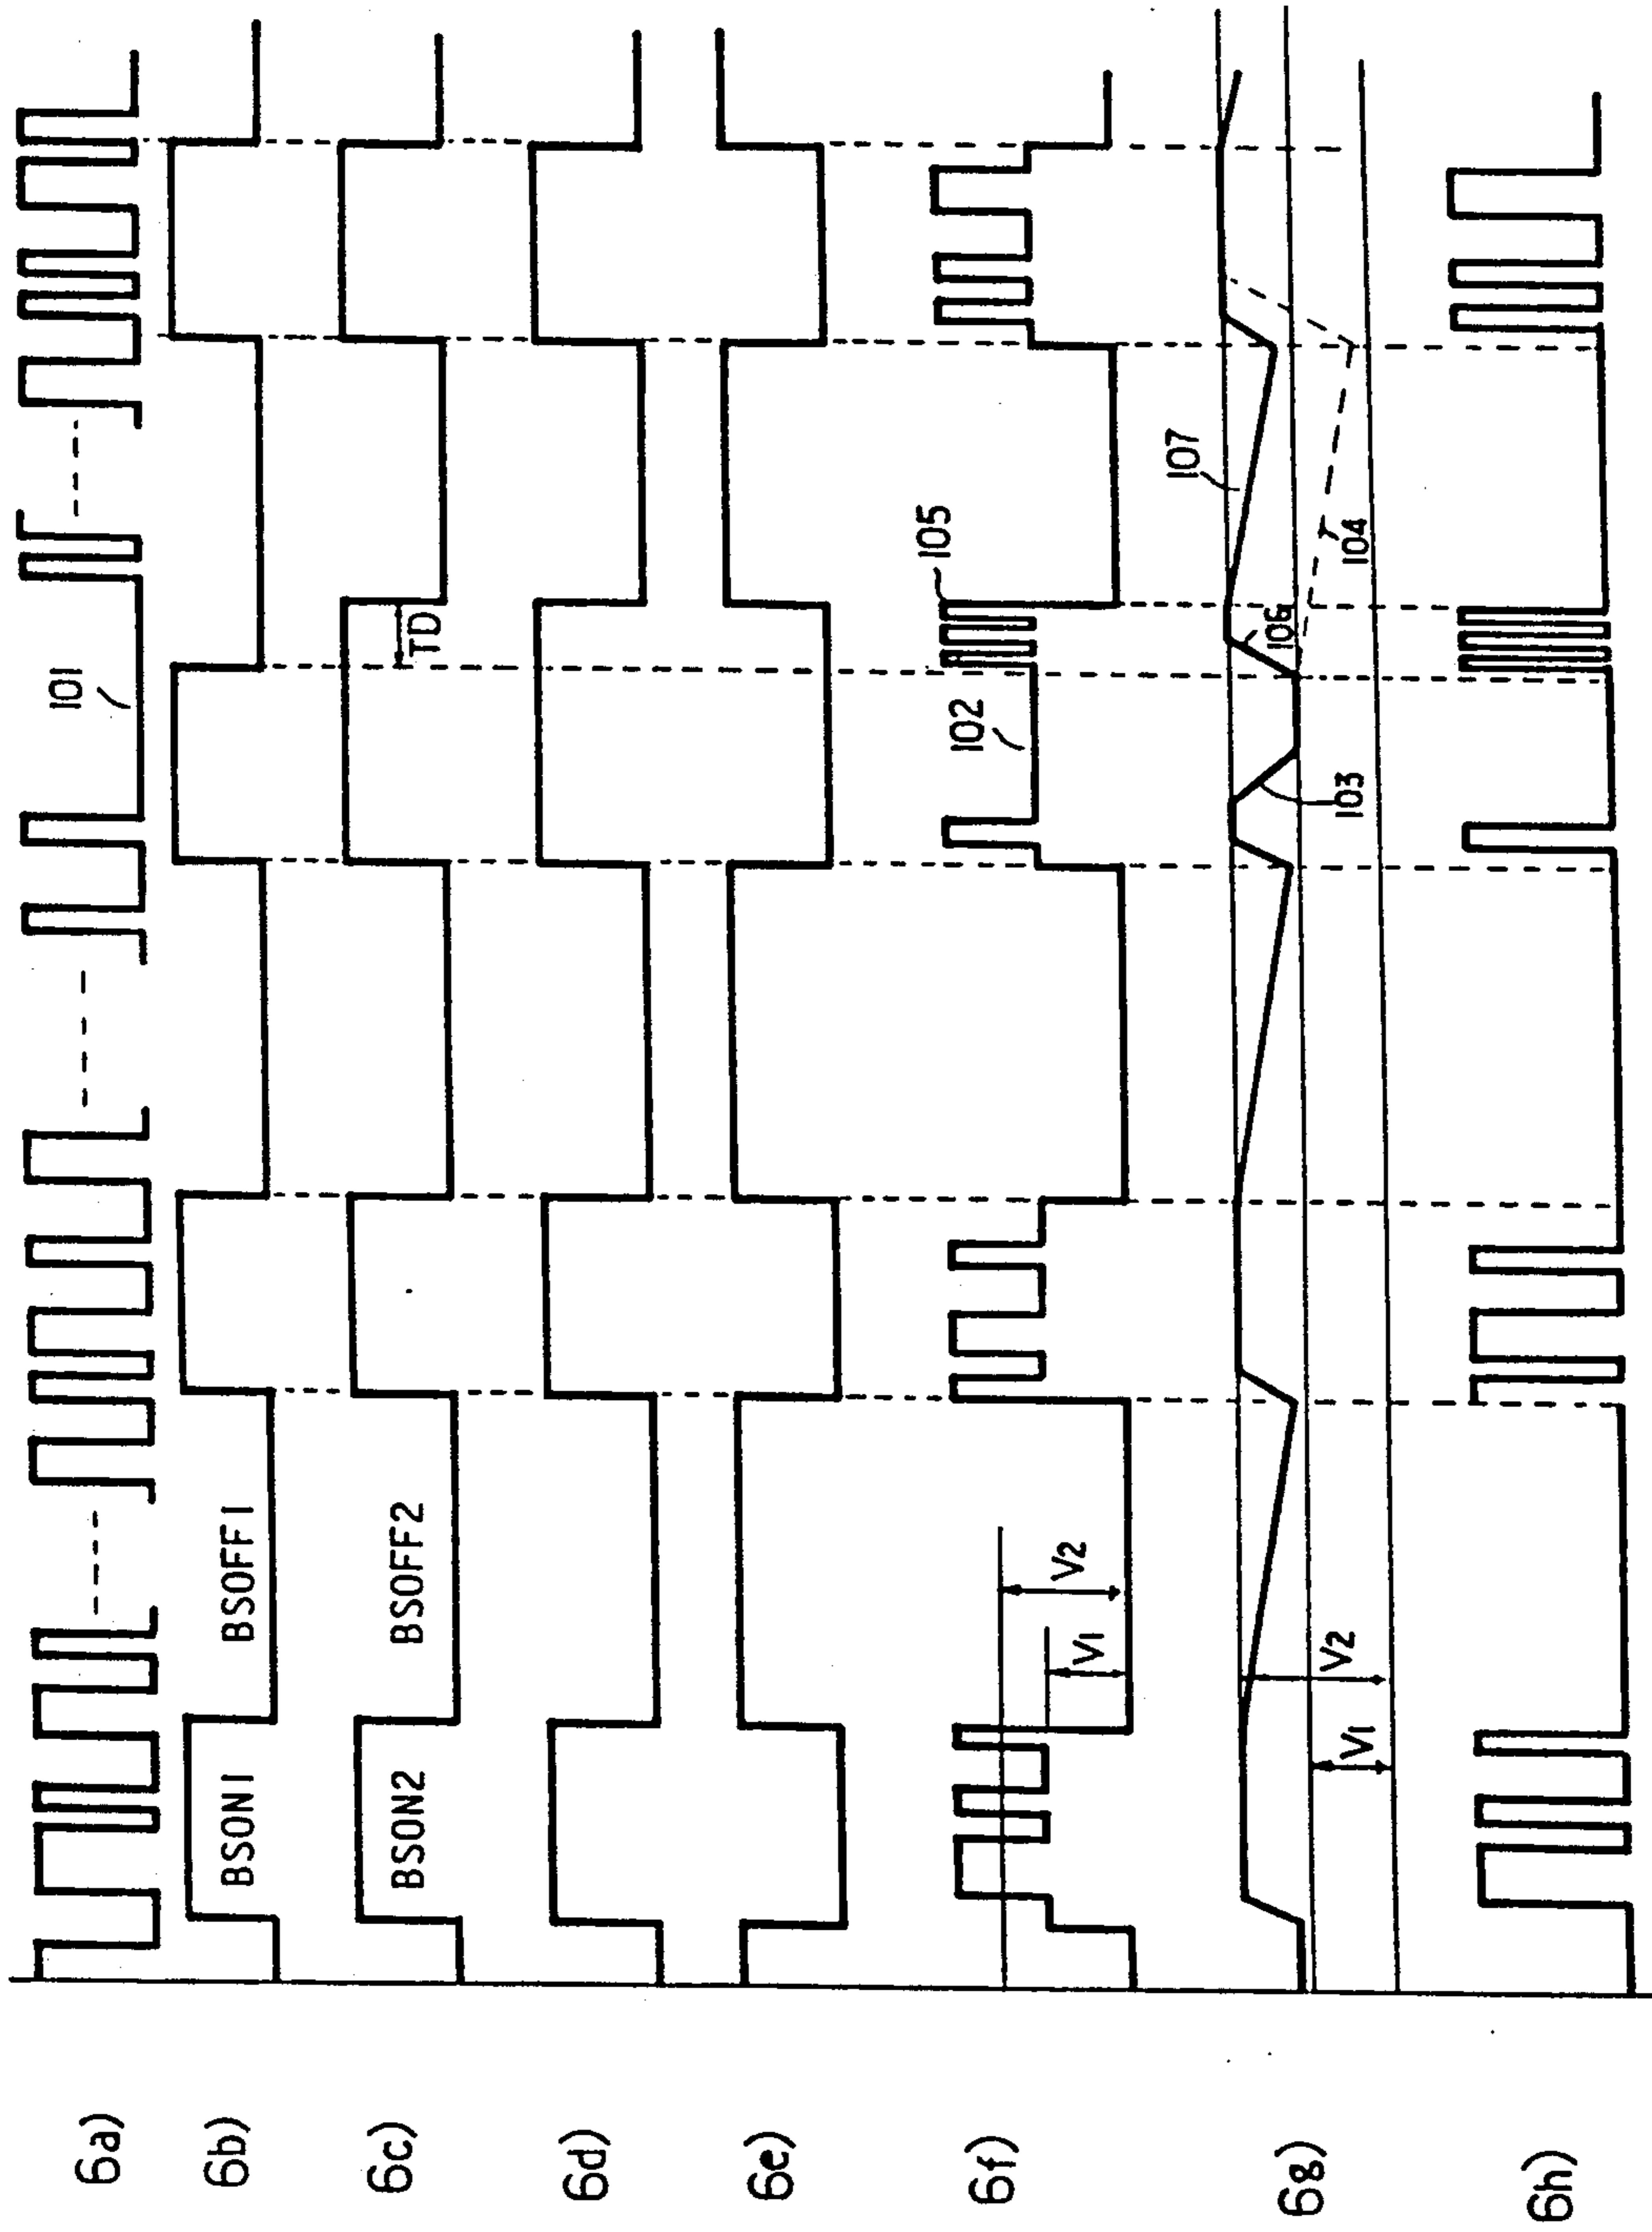 6a)
101
6b)
BSON1
BSOFF1
6c)
BSON2
BSOFF2
TD
6d)
6e)
6f)
V1
V2
102
105
6g)
V1
V2
103
106
104
107
6h)